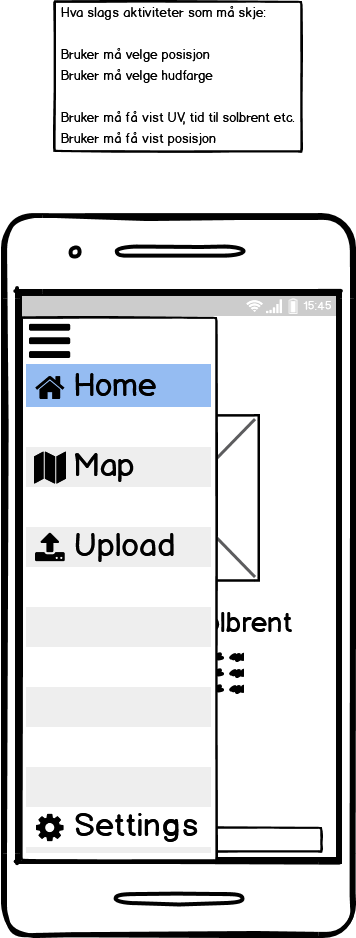 Hva slags aktiviteter som må skje:
Bruker må velge posisjon
Bruker må velge hudfarge
Bruker må få vist UV, tid til solbrent etc.
Bruker må få vist posisjon
15:45
Home
Map
Upload
olbrent
Settings